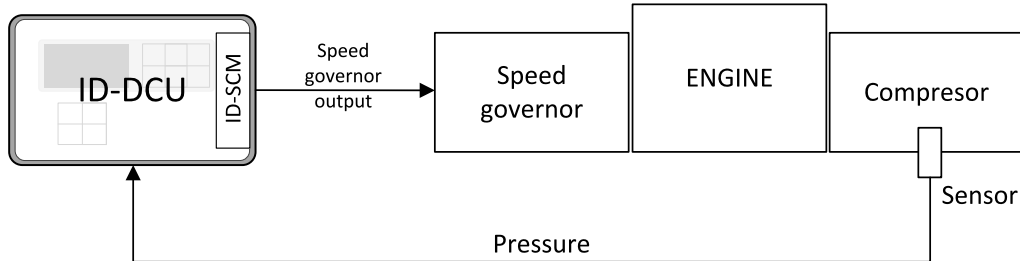 ID-DCU
ID-SCM
Speed
governor
output
Speed
governor
ENGINE
Compresor
Sensor
Pressure